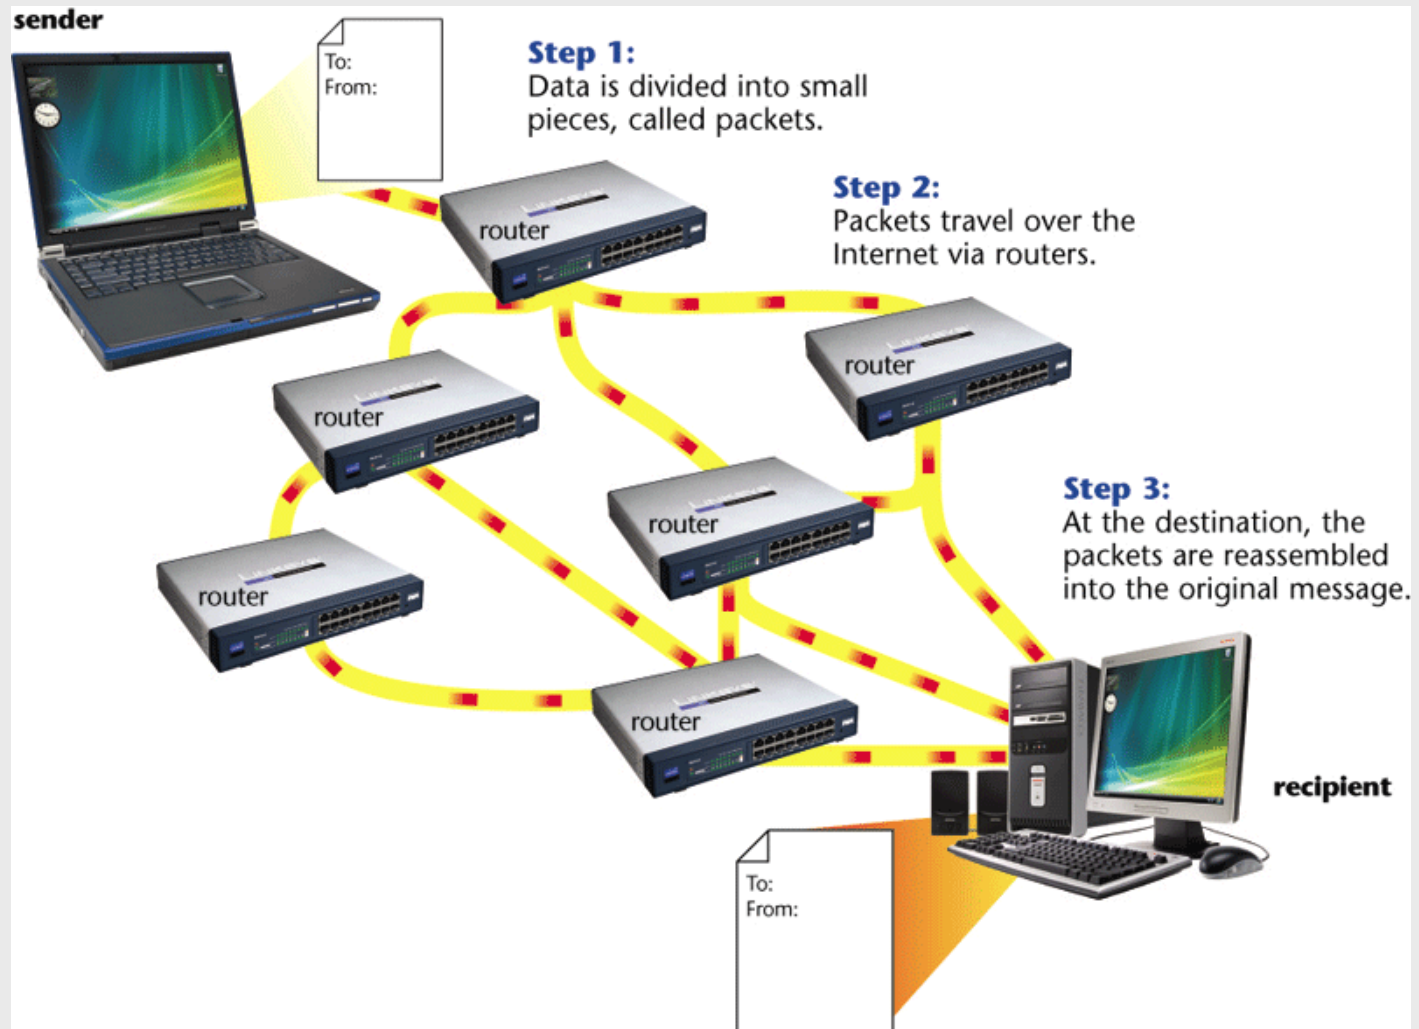 sender
To:
From:
Step 1:
Data is divided into small
pieces, called packets.
router
Step 2:
Packets travel over the
Internet via routers.
router
router
router
Step 3:
At the destination, the
packets are reassembled
into the original message.
router
router
recipient
To:
From: